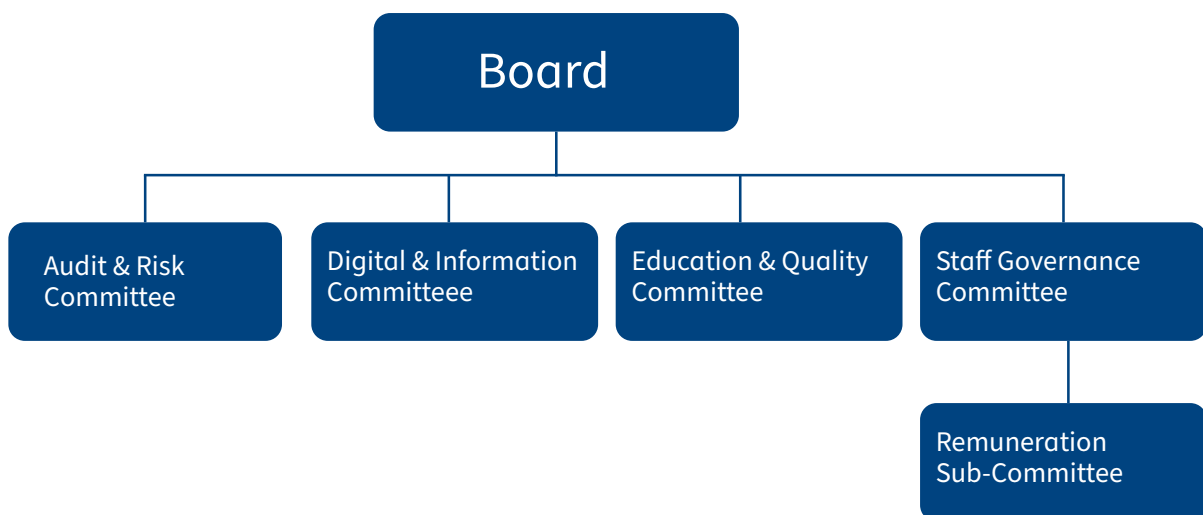 Board
Audit & Risk
Committee
Digital & Information
Committeee
Education & Quality
Committee
Staff Governance
Committee
Remuneration
Sub-Committee